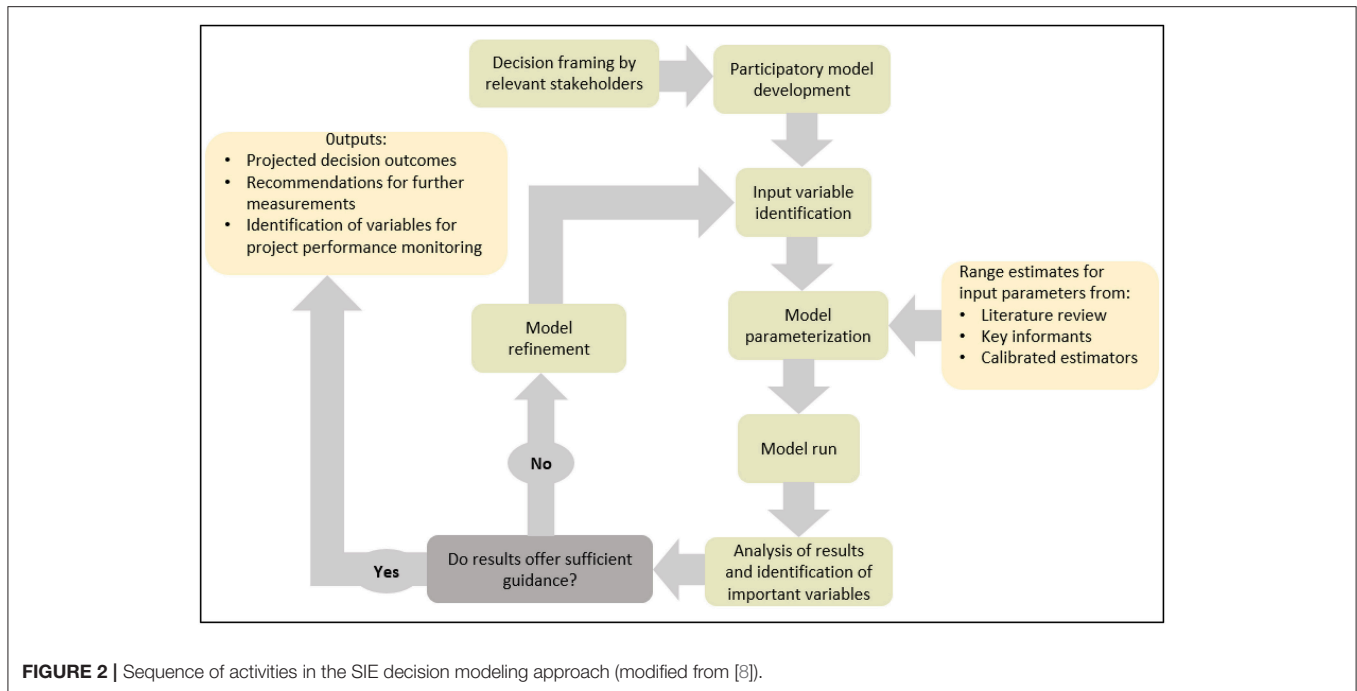 Decision framing by
relevant stakeholders
Participatory model
development
Outputs:
• Projected decision outcomes
• Recommendations for further
measurements
• Identification of variables for
project performance monitoring
Input variable
identification
Range estimates for
input parameters from:
• Literature review
• Key informants
• Calibrated estimators
Model
refinement
Model
parameterization
Model run
No
Yes
Do results offer sufficient
guidance?
Analysis of results
and identification of
important variables
FIGURE 2 | Sequence of activities in the SIE decision modeling approach (modified from [8]).